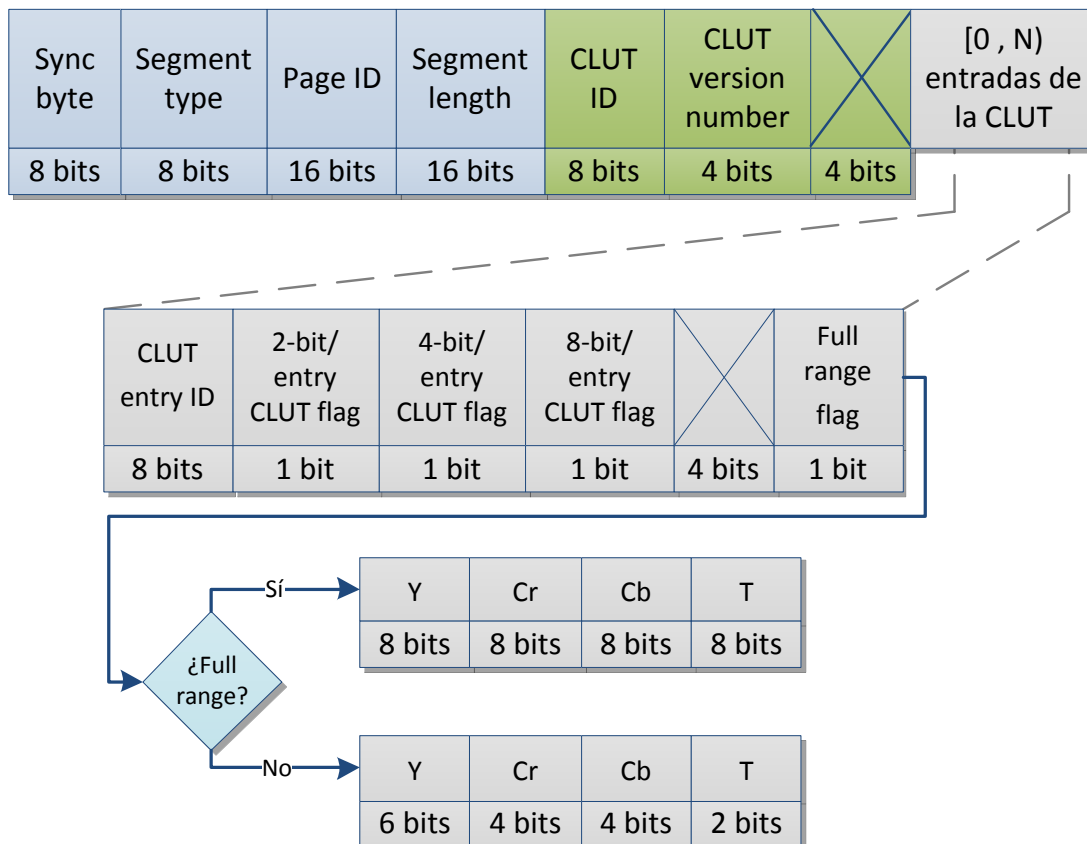 Sync
byte
Segment
type
Page ID
Segment
length
CLUT
ID
CLUT
version
number
[0 , N)
entradas de
la CLUT
8 bits
8 bits
16 bits
16 bits
8 bits
4 bits
4 bits
CLUT
entry ID
2-bit/
entry
CLUT flag
4-bit/
entry
CLUT flag
8-bit/
entry
CLUT flag
Full
range
flag
8 bits
1 bit
1 bit
1 bit
4 bits
1 bit
¿Full
range?
Sí
Y
Cr
Cb
T
8 bits
8 bits
8 bits
8 bits
No
Y
Cr
Cb
T
6 bits
4 bits
4 bits
2 bits